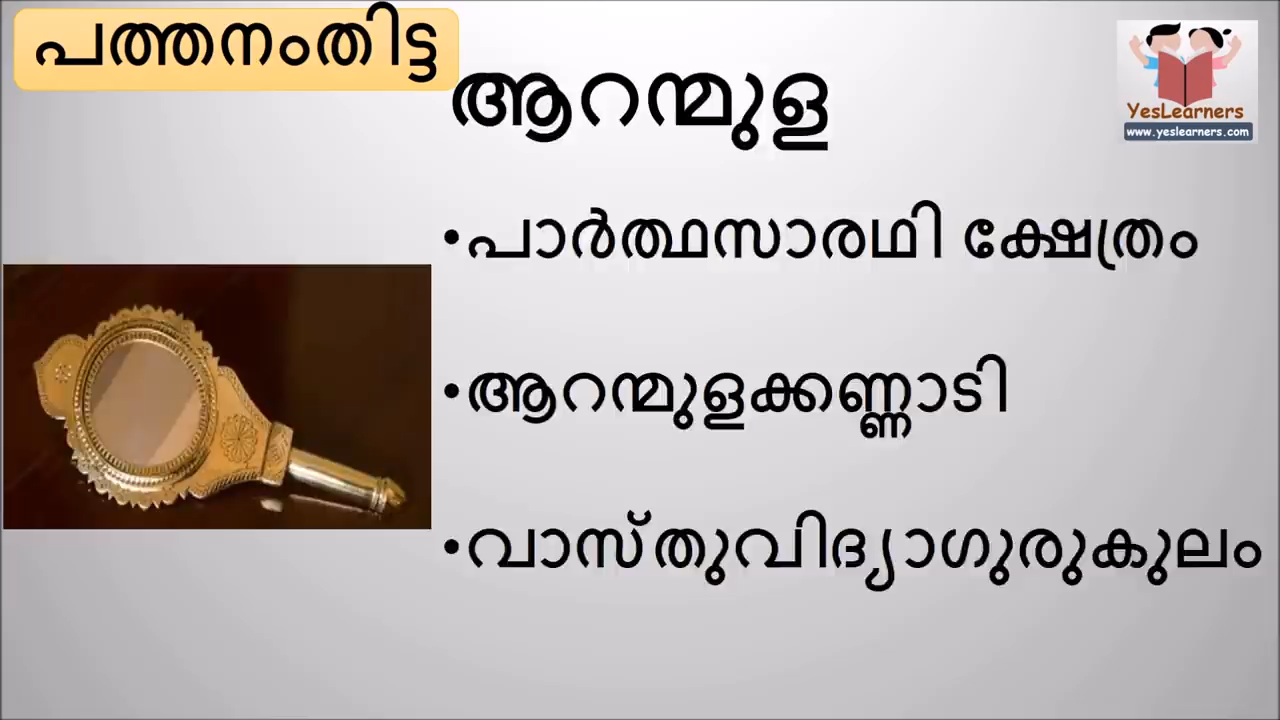 പത്തനംതിട്ട
ആറന്മുള
YesLearners
www.yeslearners.com
•പാർത്ഥസാരഥി ക്ഷേത്രം
•ആറന്മുളക്കണ്ണാടി
•വാസ്തുവിദ്യാഗുരുകുലം